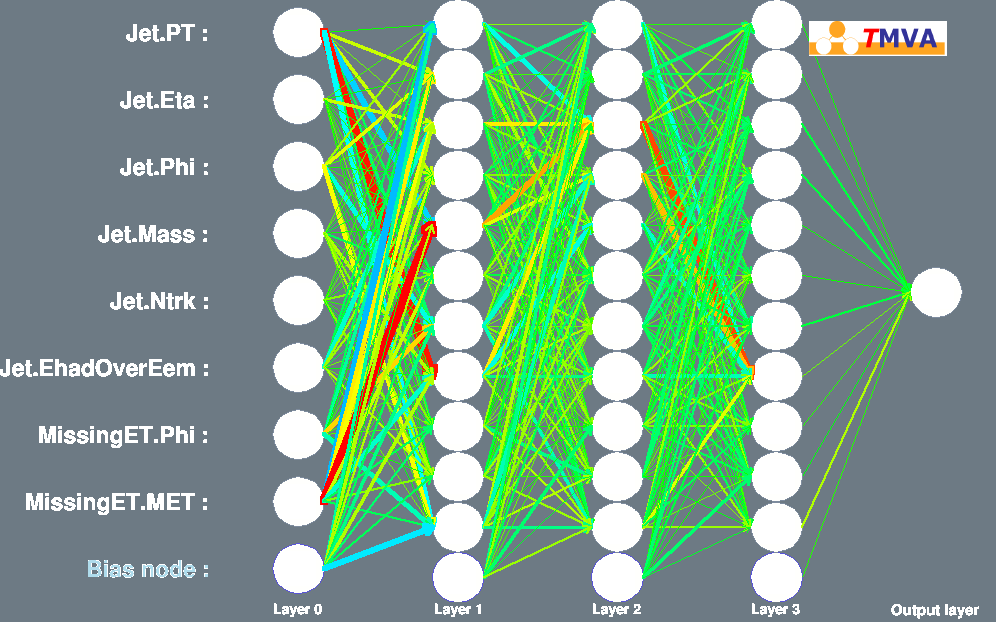 TMVA
Jet.PT :
Jet.Eta :
Jet.Phi :
Jet.Mass :
Jet.Ntrk :
Jet.EhadOverEem :
MissingET.Phi :
MissingET.MET :
Bias node :
Layer 0
Layer 1
Layer 2
Layer 3
Output layer